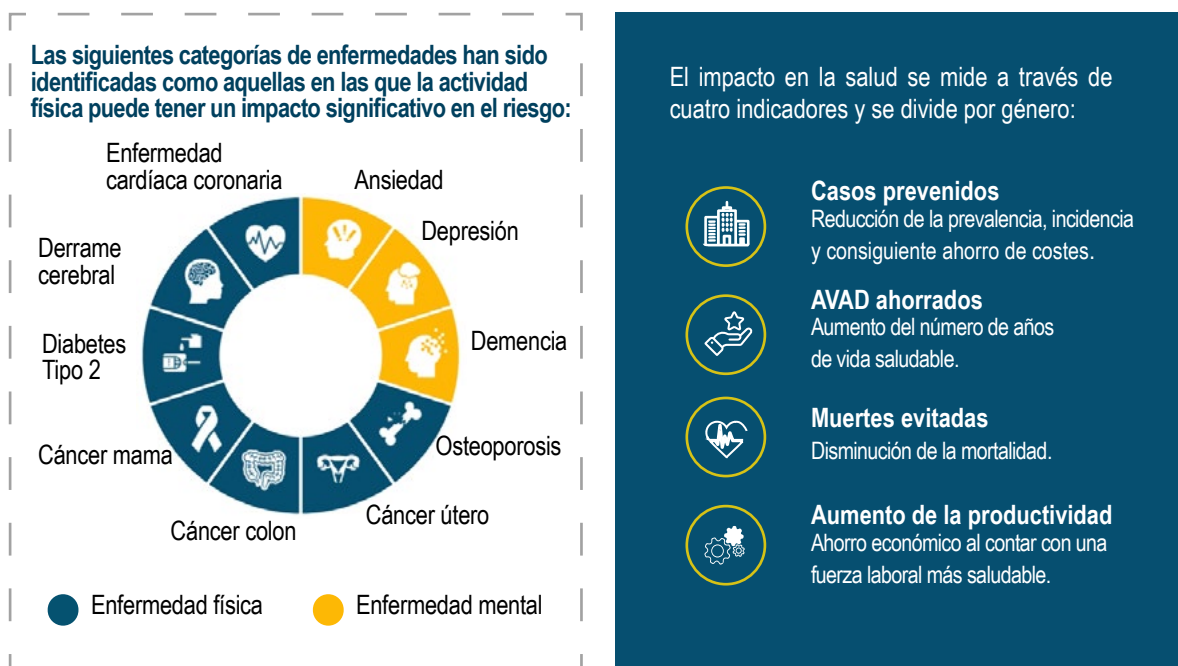 Las siguientes categorías de enfermedades han sido
identificadas como aquellas en las que la actividad
física puede tener un impacto significativo en el riesgo:
Enfermedad
cardíaca coronaria
Ansiedad
Depresión
Derrame
cerebral
Diabetes
Tipo 2
Demencia
Cáncer mama
Osteoporosis
Cáncer colon
Cáncer útero
Enfermedad física
Enfermedad mental
El impacto en la salud se mide a través de
cuatro indicadores y se divide por género:
Casos prevenidos
Reducción de la prevalencia, incidencia
y consiguiente ahorro de costes.
AVAD ahorrados
Aumento del número de años
de vida saludable.
Muertes evitadas
Disminución de la mortalidad.
Aumento de la productividad
Ahorro económico al contar con una
fuerza laboral más saludable.